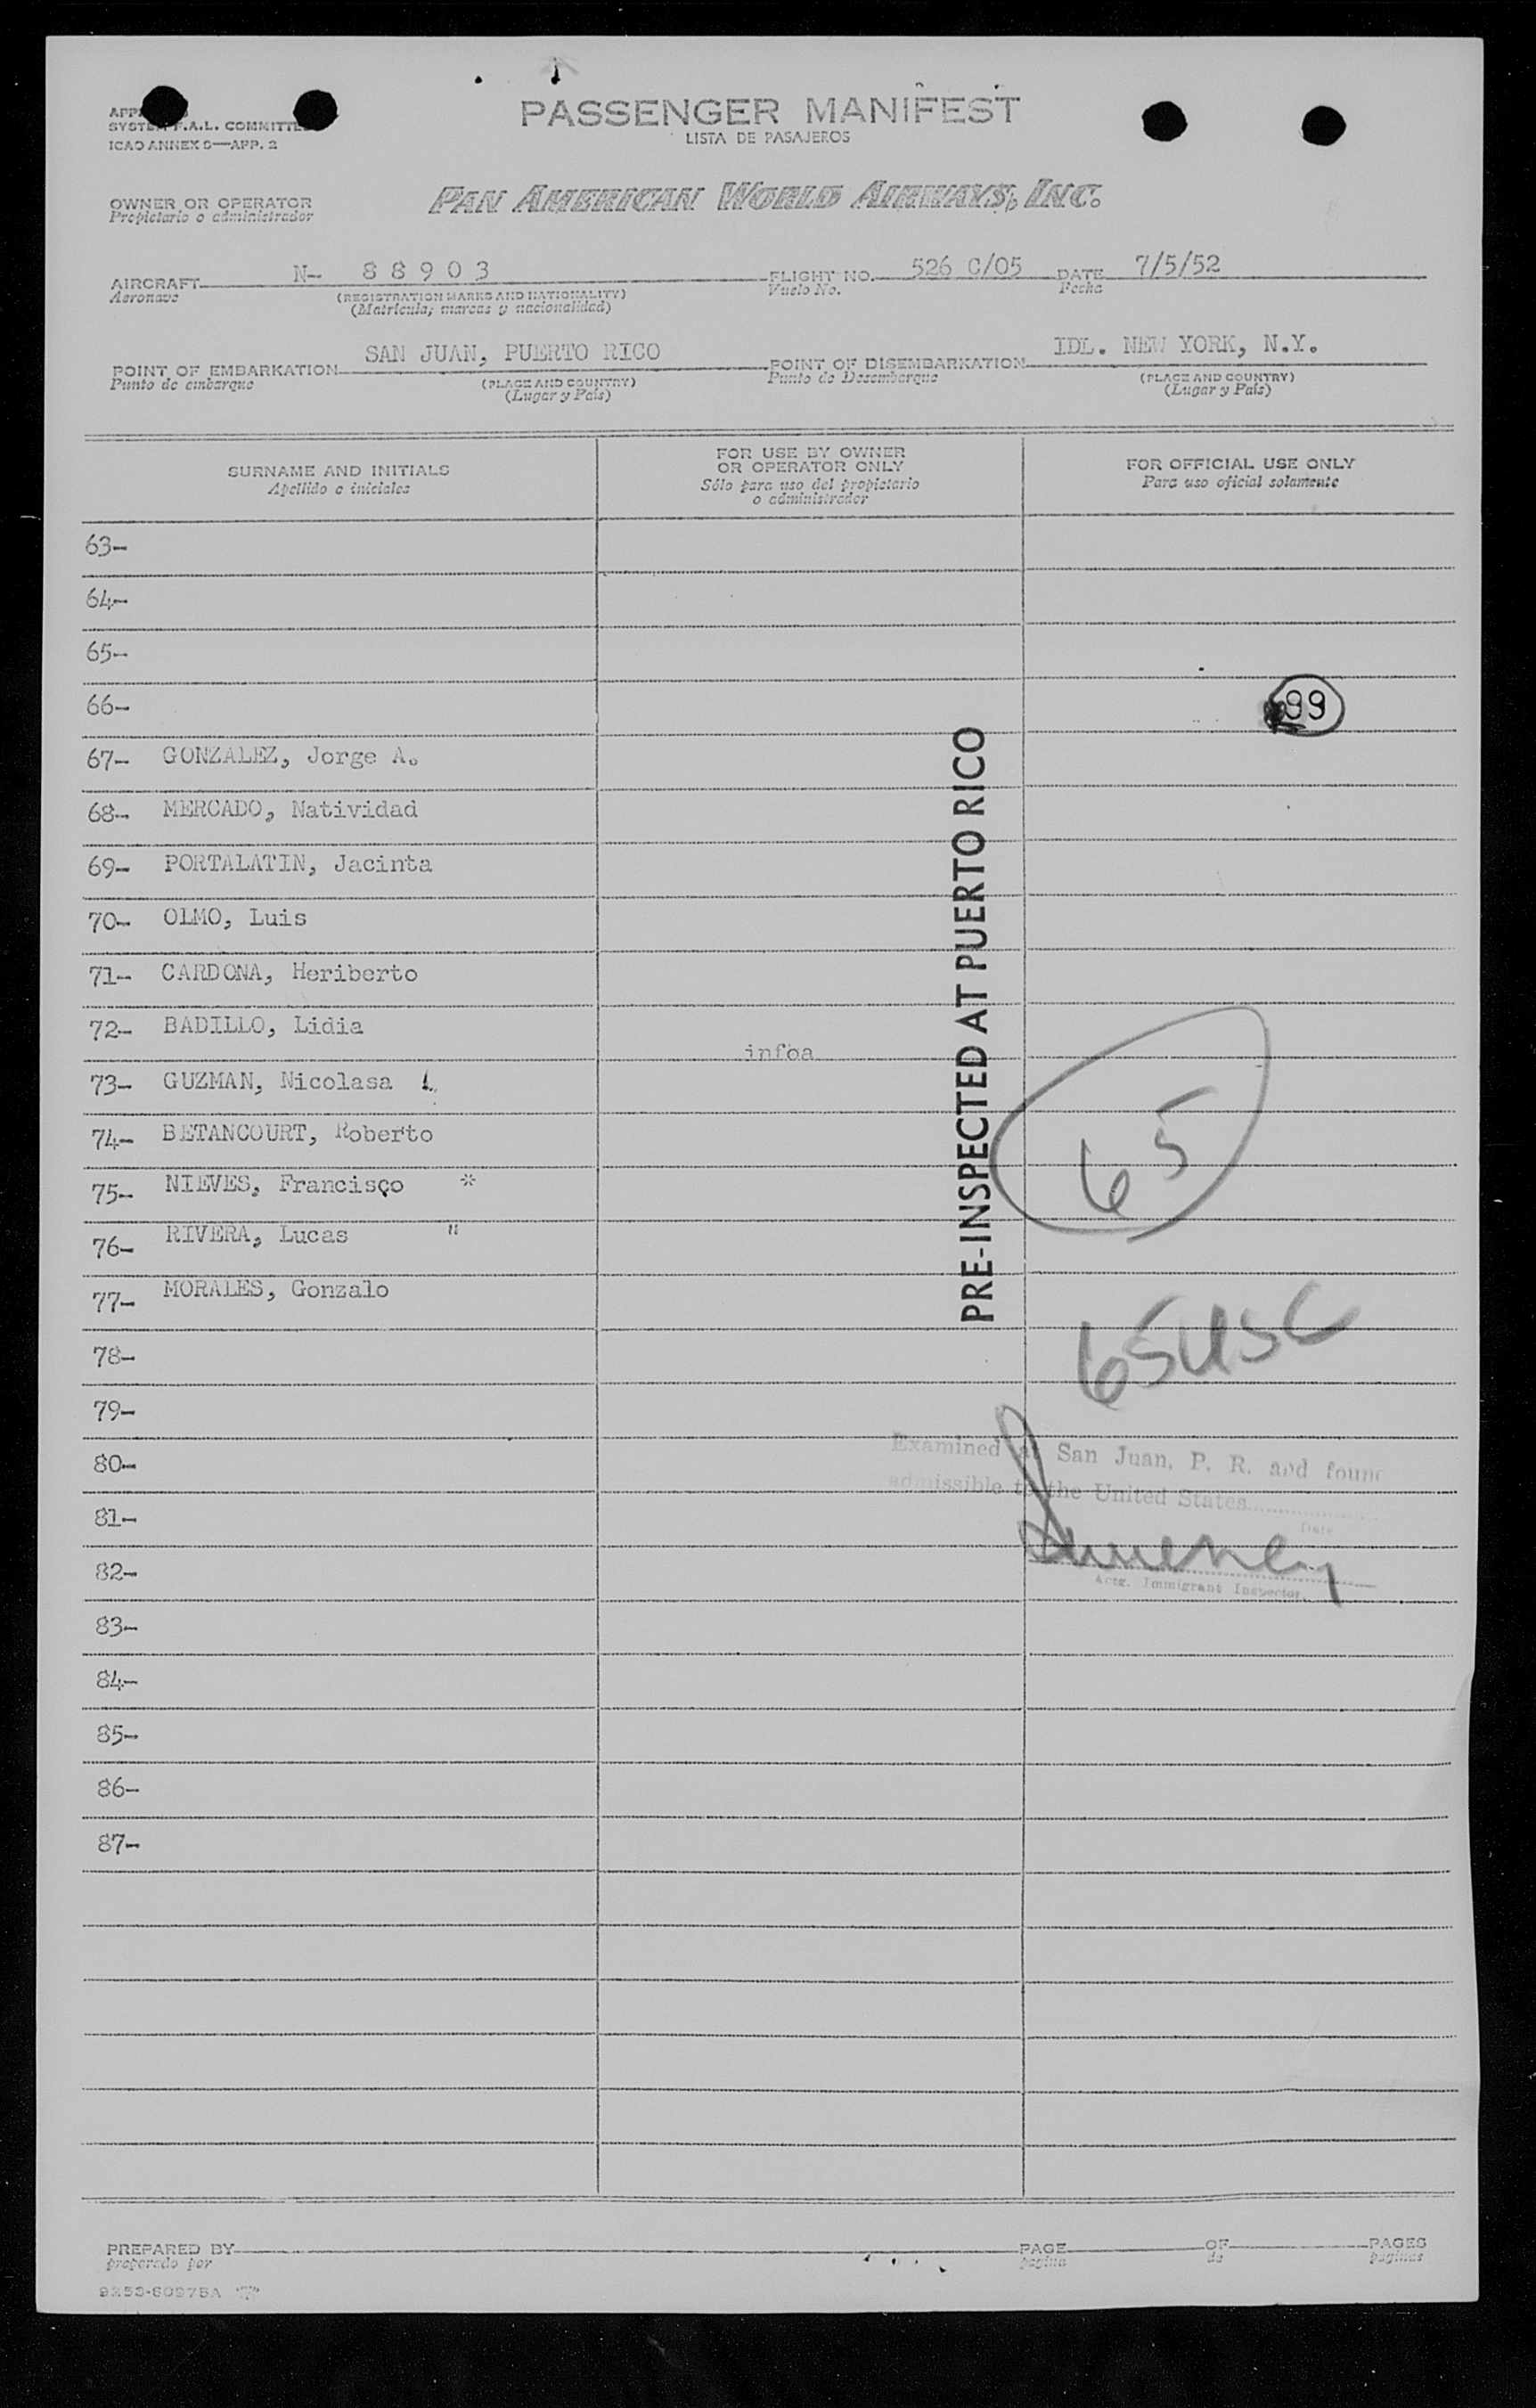 PASSENGER MANIFEST
LISTA DE PASAJEROS
SYSTEM F.A.L. COMMITTEE
ICAO ANNEX 9—APP. 2
PAN AMERICAN WORLD AIRWAYS, INC.
OWNER OR OPERATOR
Propietario o administrador
AIRCRAFT N- 88903 FLIGHT NO. 526 C/05 DATE 7/5/52
Aeronave (REGISTRATION MARKS AND NATIONALITY) Vuelo No. Fecha
(Matricula; marcas y nacionalidad)
POINT OF EMBARKATION SAN JUAN, PUERTO RICO POINT OF DISEMBARKATION IDL. NEW YORK, N.Y.
Punto de embarque (PLACE AND COUNTRY) Punto de Desembarque (PLACE AND COUNTRY)
(Lugar y País) (Lugar y País)
SURNAME AND INITIALS
Apellido e iniciales
FOR USE BY OWNER
OR OPERATOR ONLY
Sólo para uso del propietario
o administrador
FOR OFFICIAL USE ONLY
Para uso oficial solamente
63-
64-
65-
66-
99
67- GONZALEZ, Jorge A.
68- MERCADO, Natividad
69- PORTALATIN, Jacinta
70- OLMO, Luis
71- CARDONA, Heriberto
72- BADILLO, Lidia
infoa
73- GUZMAN, Nicolasa
74- BETANCOURT, Roberto
75- NIEVES, Francisco *
76- RIVERA, Lucas "
77- MORALES, Gonzalo
78-
79-
80-
81-
82-
83-
84-
85-
86-
87-
PRE-INSPECTED AT PUERTO RICO
65
65USC
Examined at San Juan, P. R. and found
admissible to the United States
Date
Actg. Immigrant Inspector
PREPARED BY PAGE OF PAGES
preparado por pagina de paginas